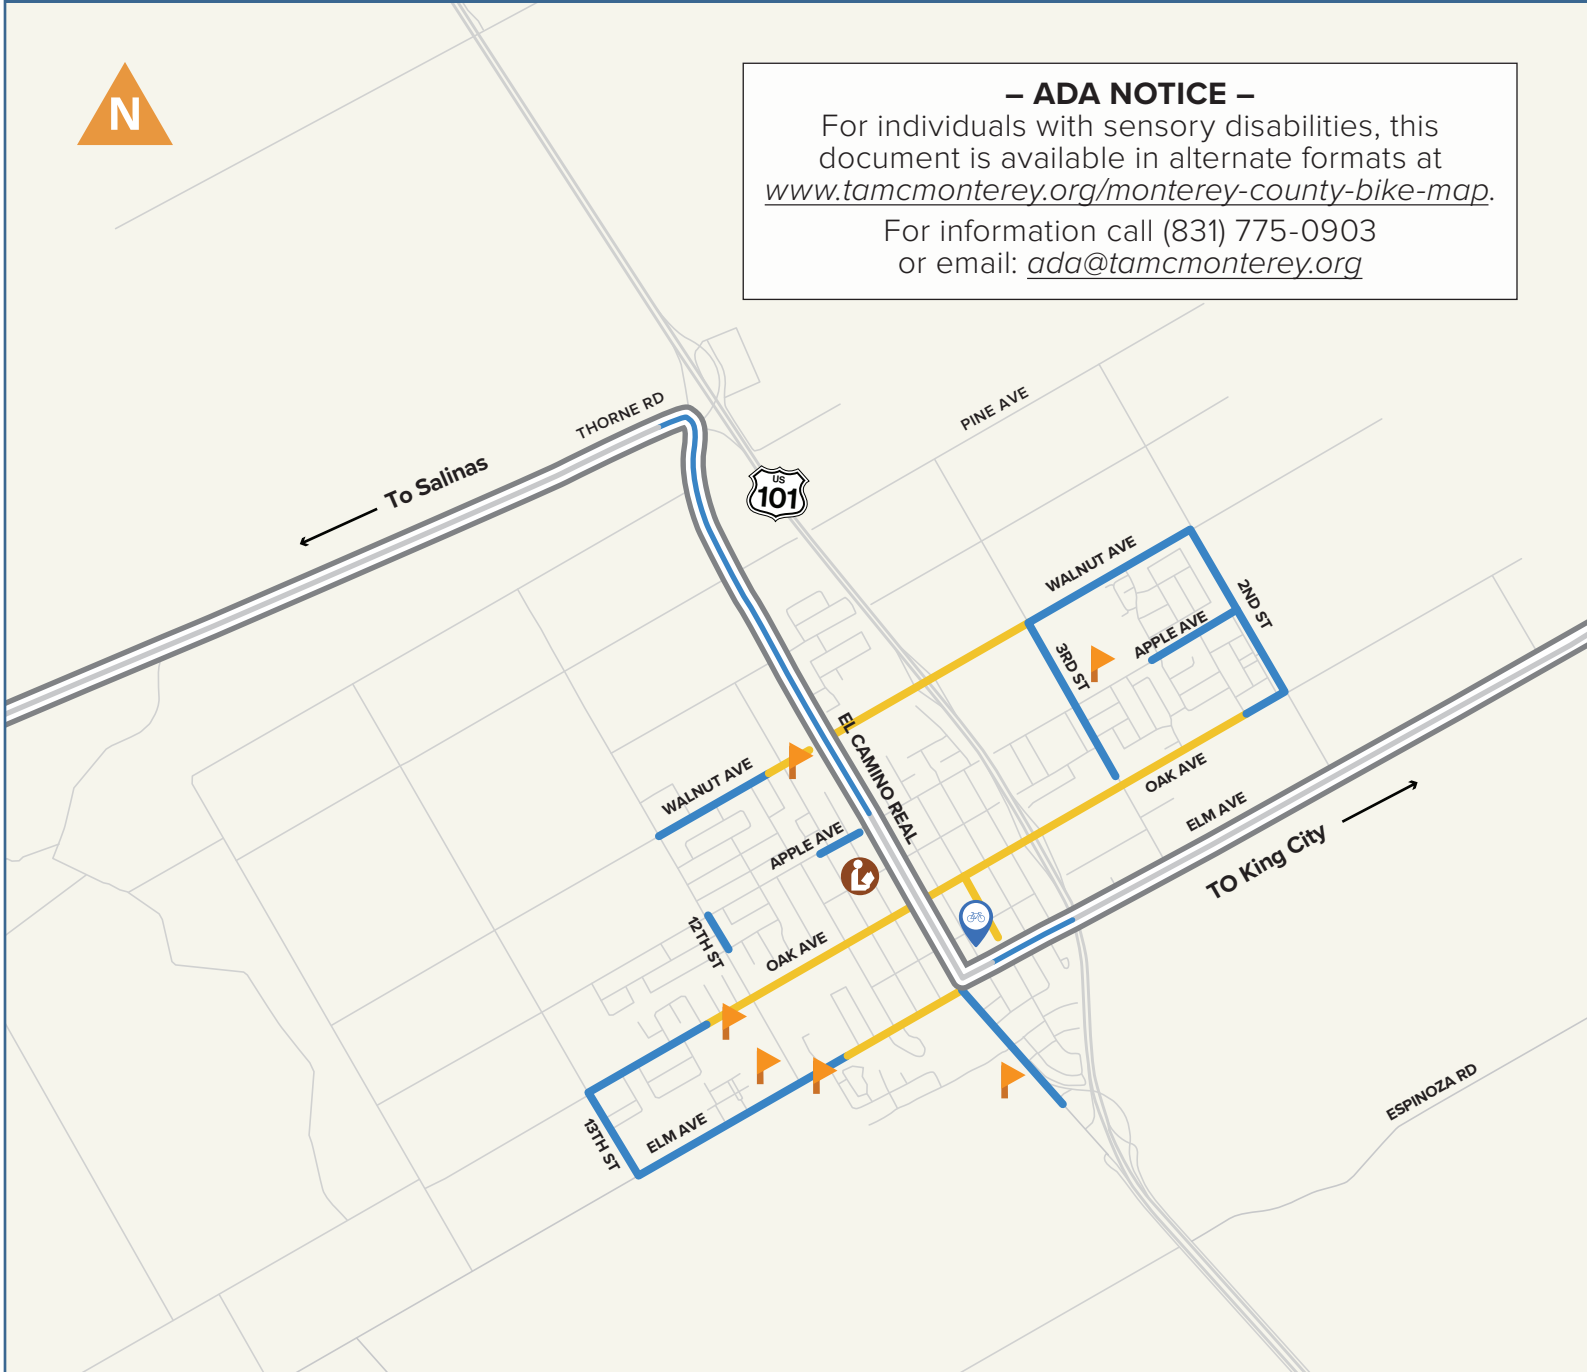 N
– ADA NOTICE –
For individuals with sensory disabilities, this
document is available in alternate formats at
www.tamcmonterey.org/monterey-county-bike-map.
For information call (831) 775-0903
or email: ada@tamcmonterey.org
THORNE RD
PINE AVE
To Salinas
US
101
WALNUT AVE
2ND ST
APPLE AVE
3RD ST
EL CAMINO REAL
WALNUT AVE
OAK AVE
ELM AVE
APPLE AVE
TO King City
12TH ST
OAK AVE
ESPINOZA RD
13TH ST
ELM AVE